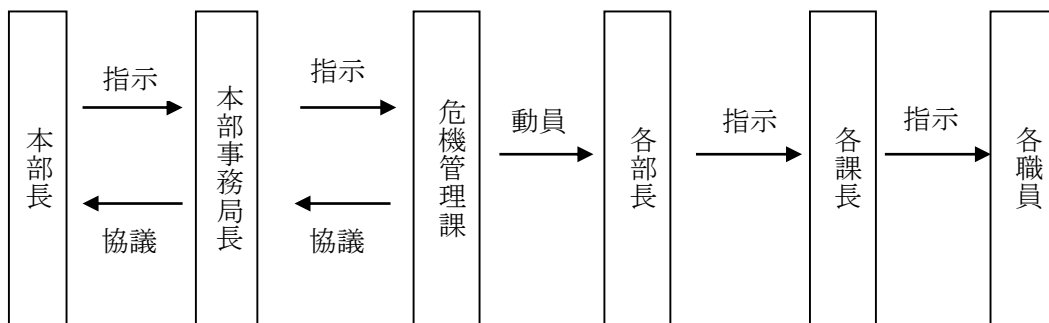 本部長
指示
協議
本部事務局長
指示
協議
危機管理課
動員
各部長
指示
各課長
指示
各職員